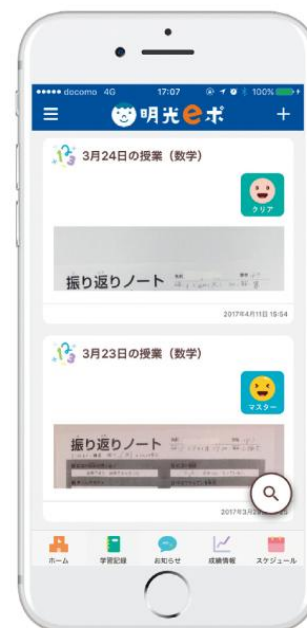 docomo 4G 17:07 100%
明光eポ
3月24日の授業（数学）
クリア
振り返りノート
2017年4月11日 15:54
3月23日の授業（数学）
マスター
振り返りノート
ホーム 学習記録 お知らせ 成績情報 スケジュール